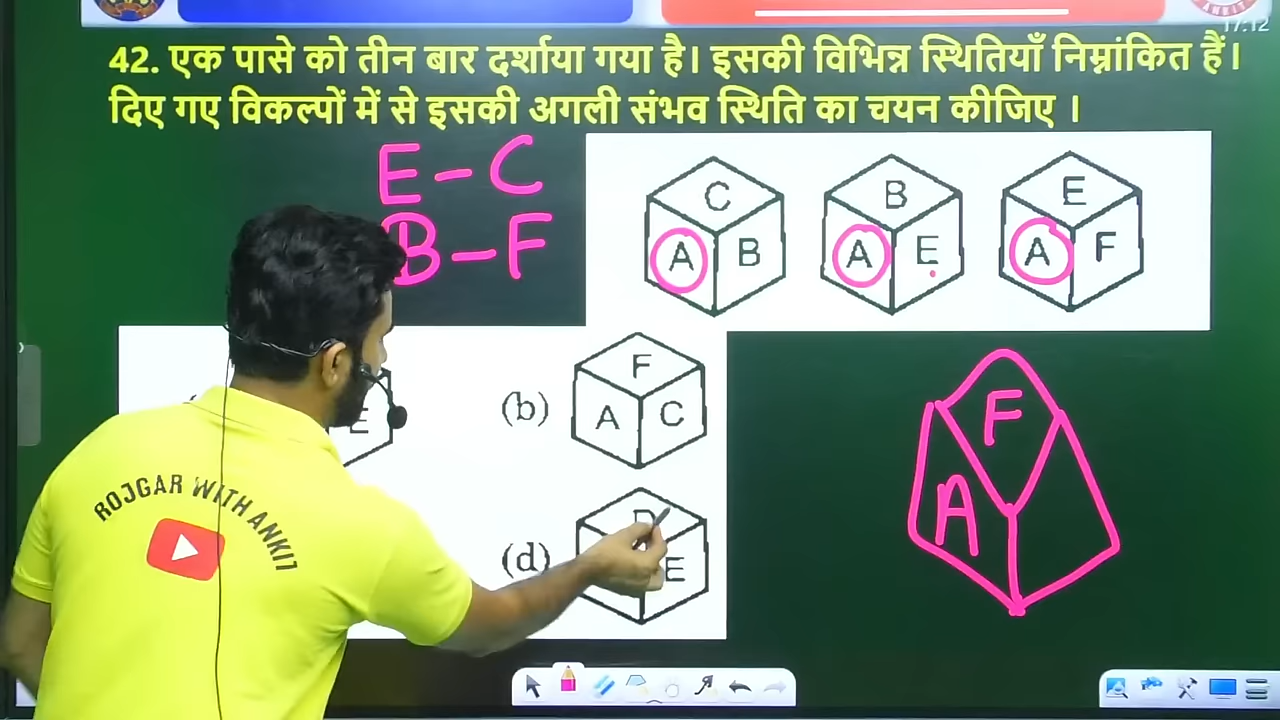 17:12
42. एक पासे को तीन बार दर्शाया गया है। इसकी विभिन्न स्थितियाँ निम्नांकित हैं।
दिए गए विकल्पों में से इसकी अगली संभव स्थिति का चयन कीजिए ।
E-C
B-F
C
A B
B
A E
E
A F
E
(b) F
A C
(d)
E
F
A
ROJGAR WITH ANKIT